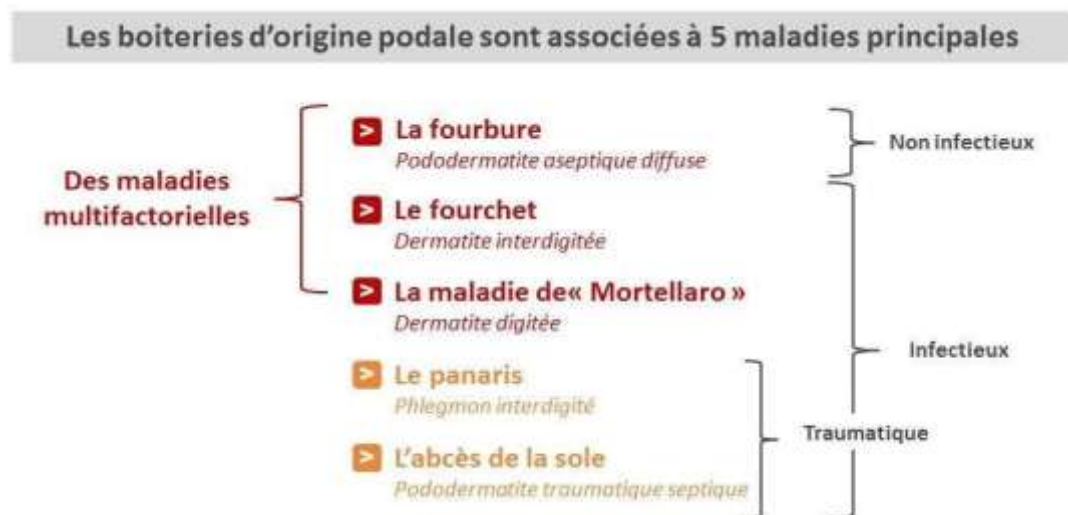 Les boiteries d'origine podale sont associées à 5 maladies principales
Des maladies
multifactorielles
> La fourbure
Pododermatite aseptique diffuse
> Le fourchet
Dermatite interdigitée
> La maladie de« Mortellaro »
Dermatite digitée
> Le panaris
Phlegmon interdigité
> L'abcès de la sole
Pododermatite traumatique septique
Non infectieux
Infectieux
Traumatique